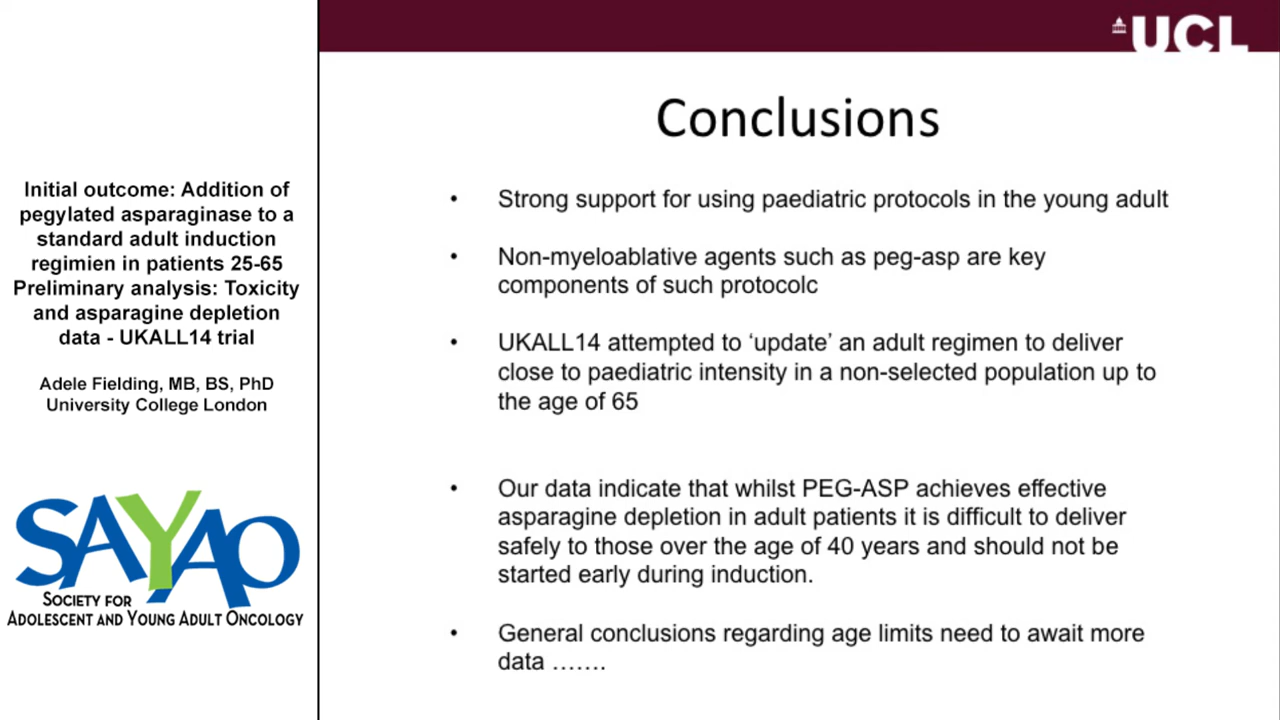 Initial outcome: Addition of
pegylated asparaginase to a
standard adult induction
regimien in patients 25-65
Preliminary analysis: Toxicity
and asparagine depletion
data - UKALL14 trial
Adele Fielding, MB, BS, PhD
University College London
SAYAO
SOCIETY FOR
ADOLESCENT AND YOUNG ADULT ONCOLOGY
UCL
Conclusions
• Strong support for using paediatric protocols in the young adult
• Non-myeloablative agents such as peg-asp are key
components of such protocolc
• UKALL14 attempted to ‘update’ an adult regimen to deliver
close to paediatric intensity in a non-selected population up to
the age of 65
• Our data indicate that whilst PEG-ASP achieves effective
asparagine depletion in adult patients it is difficult to deliver
safely to those over the age of 40 years and should not be
started early during induction.
• General conclusions regarding age limits need to await more
data …….